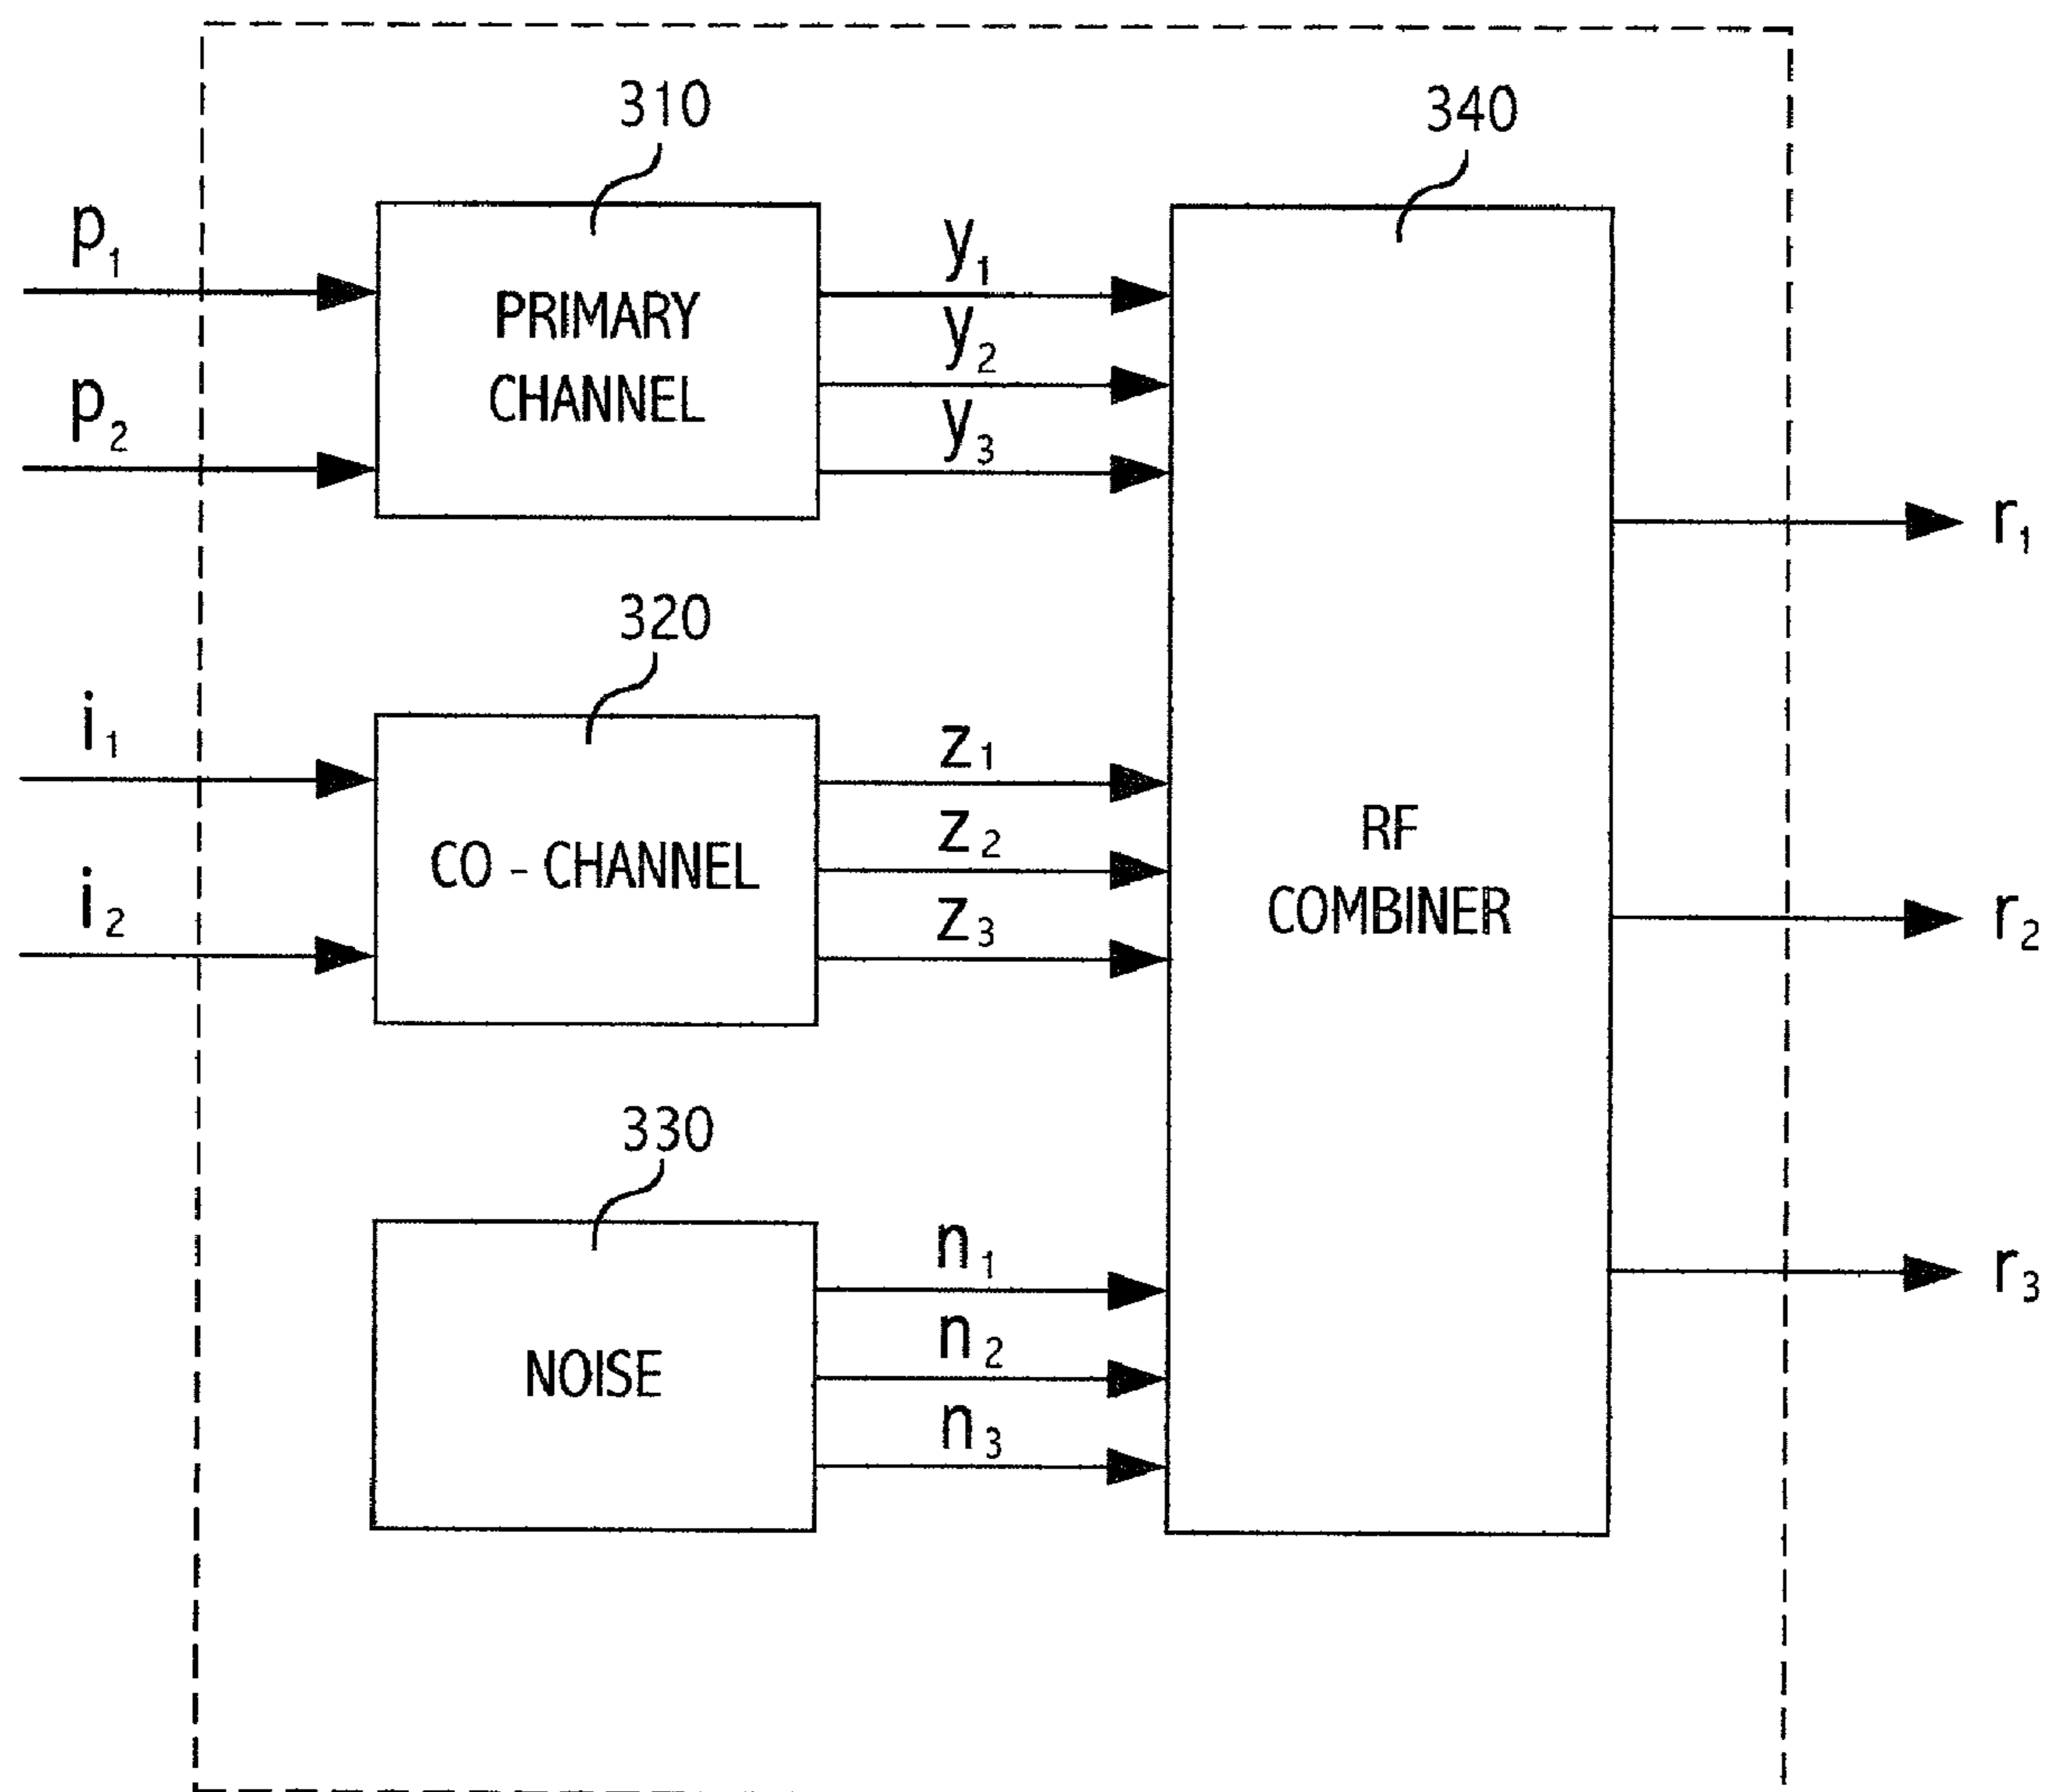 310
340
p₁
p₂
PRIMARY
CHANNEL
y₁
y₂
y₃
r₁
320
i₁
i₂
CO - CHANNEL
z₁
z₂
z₃
RF
COMBINER
r₂
330
NOISE
n₁
n₂
n₃
r₃